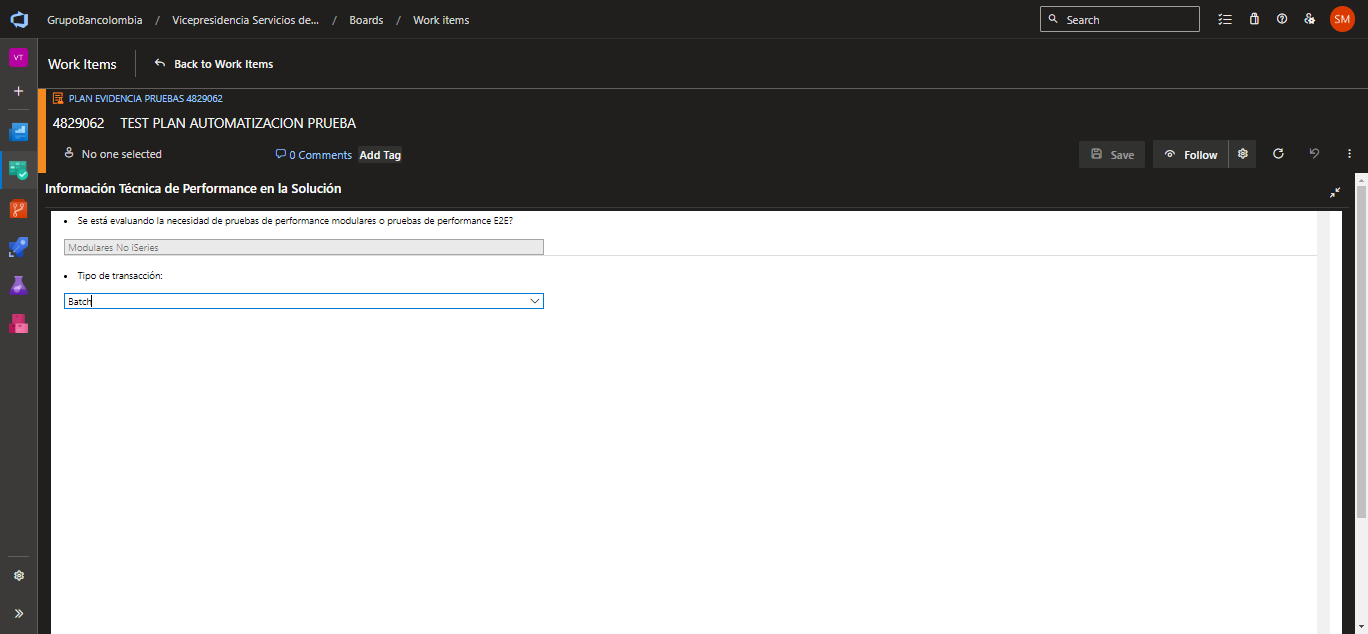 GrupoBancolombia / Vicepresidencia Servicios de... / Boards / Work items
Search
SM
VT
Work Items
Back to Work Items
PLAN EVIDENCIA PRUEBAS 4829062
4829062 TEST PLAN AUTOMATIZACION PRUEBA
No one selected
0 Comments
Add Tag
Save
Follow
Información Técnica de Performance en la Solución
• Se está evaluando la necesidad de pruebas de performance modulares o pruebas de performance E2E?
Modulares No iSeries
• Tipo de transacción:
Batch